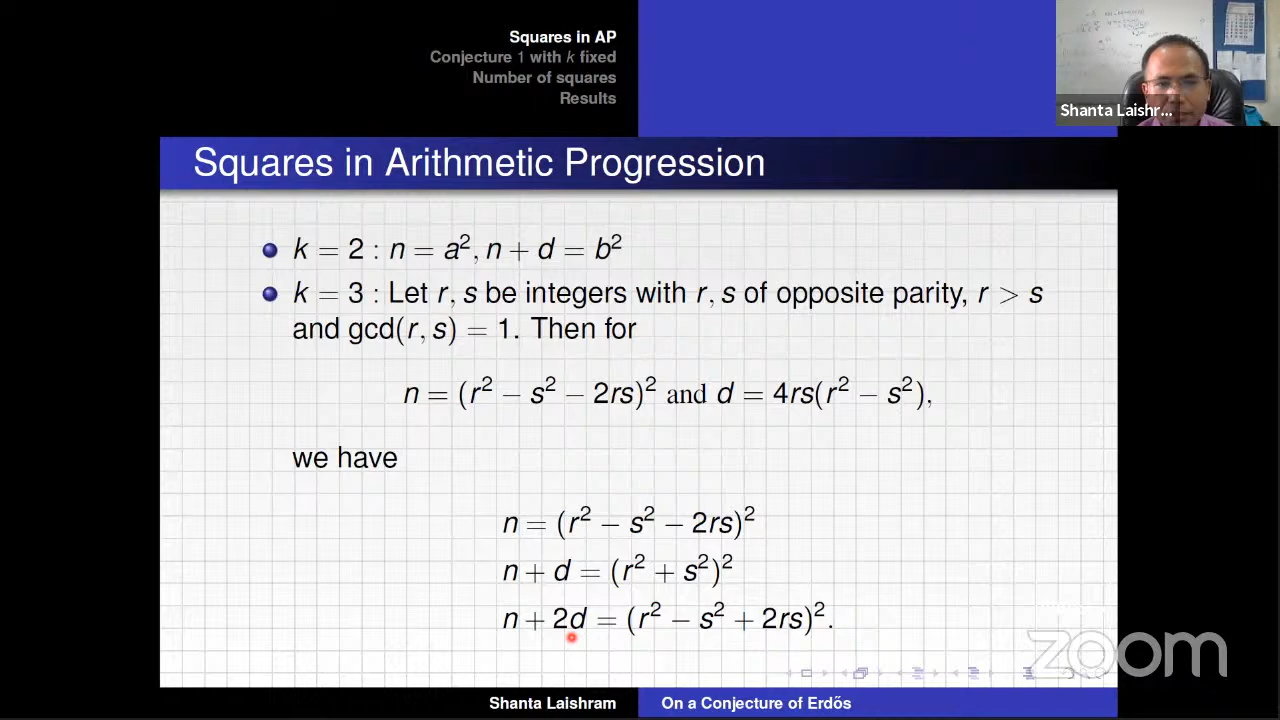 Squares in AP
Conjecture 1 with k fixed
Number of squares
Results
Shanta Laishr...
Squares in Arithmetic Progression
k = 2 : n = a², n + d = b²
k = 3 : Let r, s be integers with r, s of opposite parity, r > s
and gcd(r, s) = 1. Then for
n = (r² − s² − 2rs)² and d = 4rs(r² − s²),
we have
n = (r² − s² − 2rs)²
n + d = (r² + s²)²
n + 2d = (r² − s² + 2rs)².
zoom
Shanta Laishram
On a Conjecture of Erdős